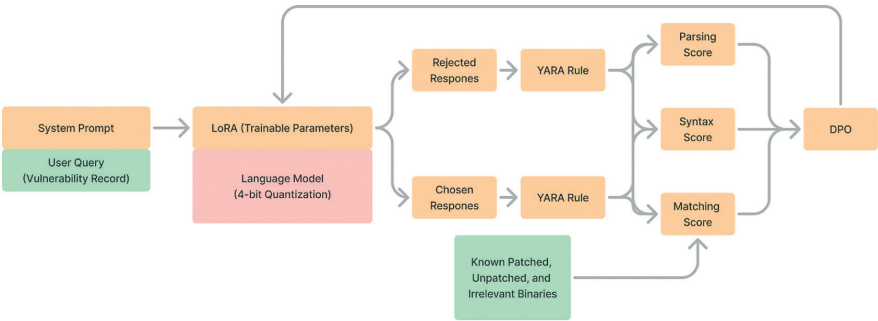 System Prompt
User Query
(Vulnerability Record)
LoRA (Trainable Parameters)
Language Model
(4-bit Quantization)
Rejected
Respones
YARA Rule
Chosen
Respones
YARA Rule
Parsing
Score
Syntax
Score
Matching
Score
Known Patched,
Unpatched, and
Irrelevant Binaries
DPO